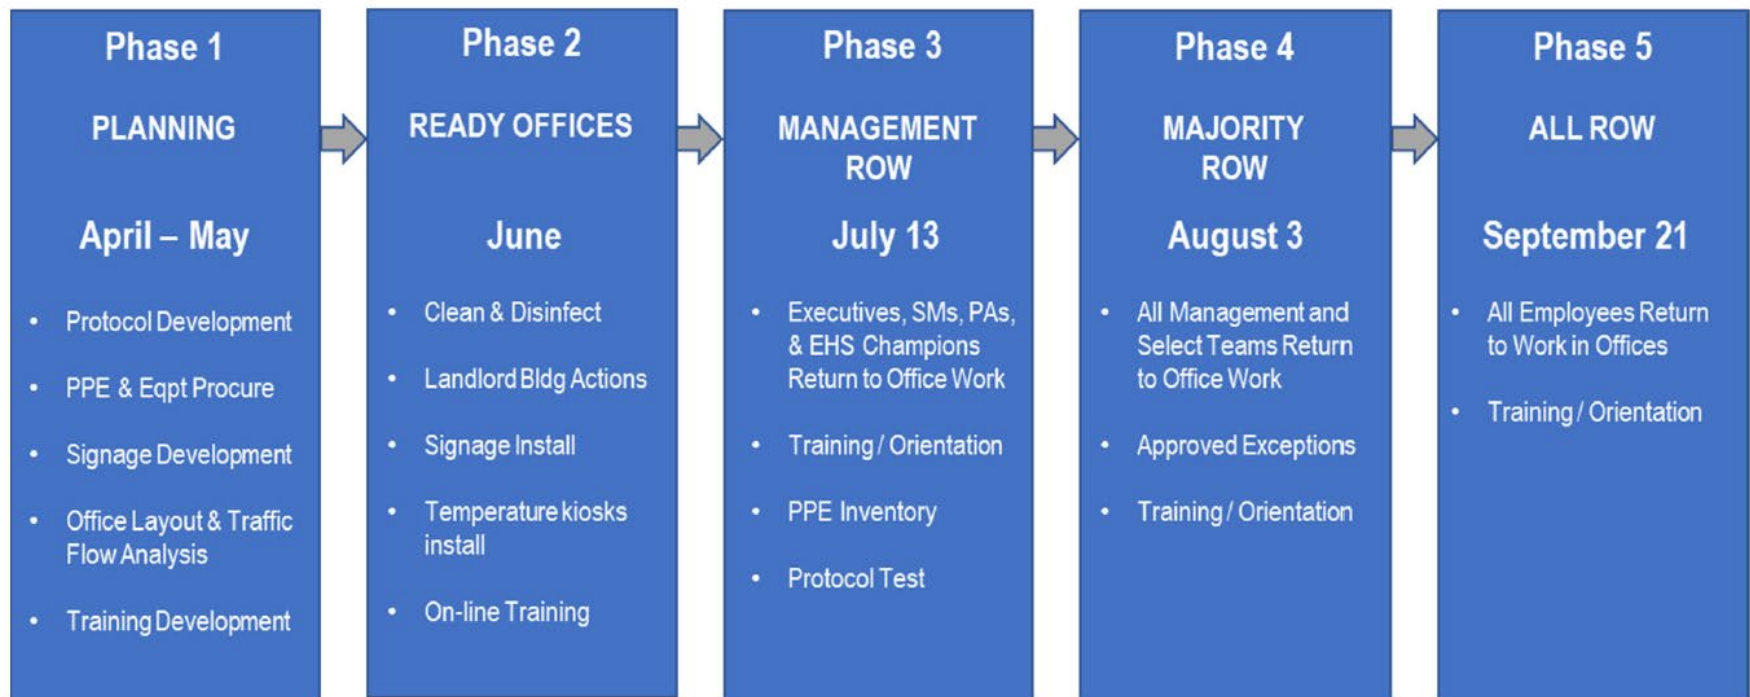 Phase 1
PLANNING
April – May
• Protocol Development
• PPE & Eqpt Procure
• Signage Development
• Office Layout & Traffic
Flow Analysis
• Training Development
Phase 2
READY OFFICES
June
• Clean & Disinfect
• Landlord Bldg Actions
• Signage Install
• Temperature kiosks
install
• On-line Training
Phase 3
MANAGEMENT
ROW
July 13
• Executives, SMs, PAs,
& EHS Champions
Return to Office Work
• Training / Orientation
• PPE Inventory
• Protocol Test
Phase 4
MAJORITY
ROW
August 3
• All Management and
Select Teams Return
to Office Work
• Approved Exceptions
• Training / Orientation
Phase 5
ALL ROW
September 21
• All Employees Return
to Work in Offices
• Training / Orientation